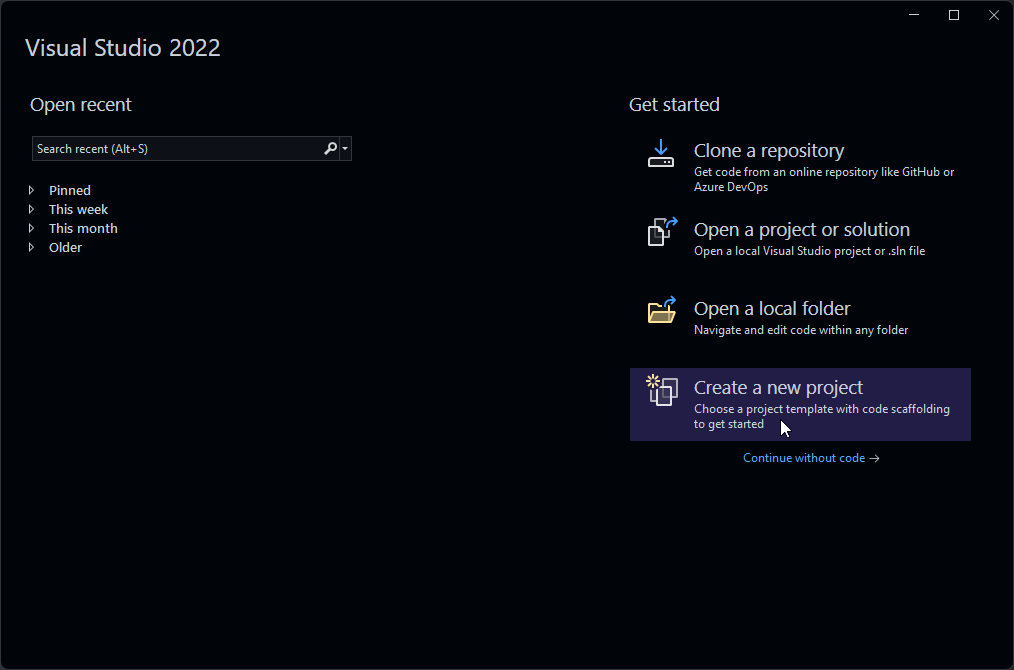 Visual Studio 2022
Open recent
Search recent (Alt+S)
Pinned
This week
This month
Older
Get started
Clone a repository
Get code from an online repository like GitHub or
Azure DevOps
Open a project or solution
Open a local Visual Studio project or .sln file
Open a local folder
Navigate and edit code within any folder
Create a new project
Choose a project template with code scaffolding
to get started
Continue without code →